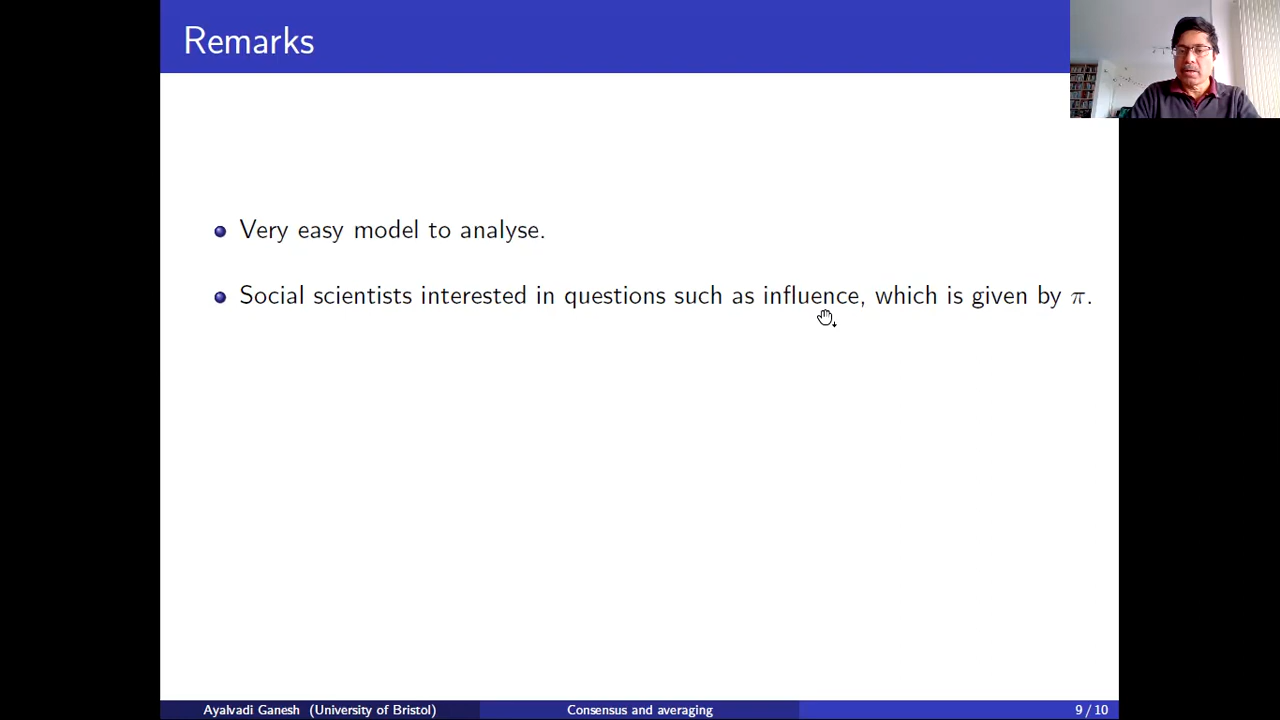 Remarks
Very easy model to analyse.
Social scientists interested in questions such as influence, which is given by π.
Ayalvadi Ganesh (University of Bristol)
Consensus and averaging
9 / 10